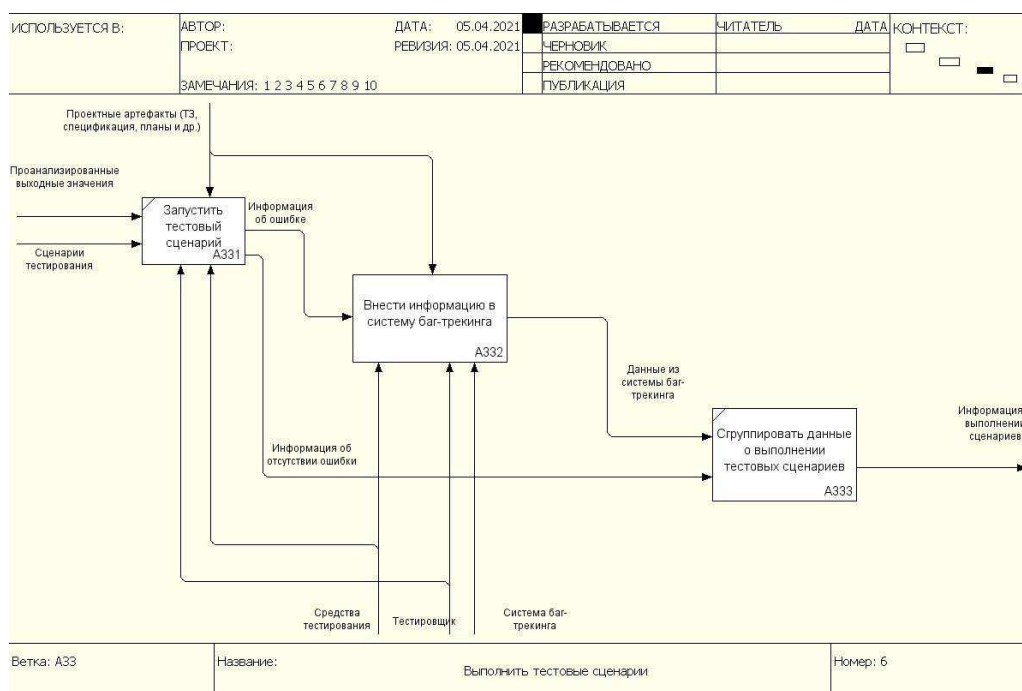 ИСПОЛЬЗУЕТСЯ В:
АВТОР:
ДАТА: 05.04.2021
РАЗРАБАТЫВАЕТСЯ
ЧИТАТЕЛЬ
ДАТА
КОНТЕКСТ:
ПРОЕКТ:
РЕВИЗИЯ: 05.04.2021
ЧЕРНОВИК
РЕКОМЕНДОВАНО
ЗАМЕЧАНИЯ: 1 2 3 4 5 6 7 8 9 10
ПУБЛИКАЦИЯ
Проектные артефакты (ТЗ,
спецификация, планы и др.)
Проанализированные
выходные значения
Сценарии
тестирования
Запустить
тестовый
сценарий
A331
Информация
об ошибке
Внести информацию в
систему баг-трекинга
A332
Данные из
системы баг-
трекинга
Информация об
отсутствии ошибки
Сгруппировать данные
о выполнении
тестовых сценариев
A333
Информация
выполнении
сценариев
Средства
тестирования
Тестировщик
Система баг-
трекинга
Ветка: A33
Название:
Выполнить тестовые сценарии
Номер: 6